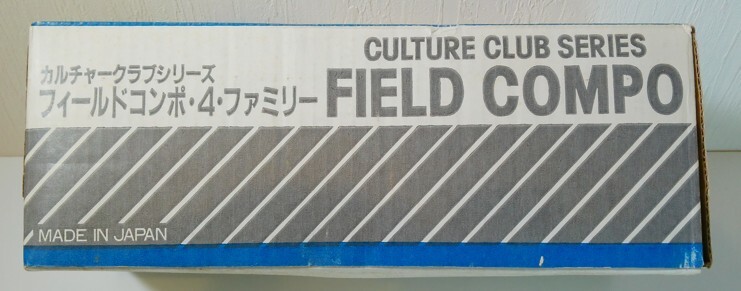 カルチャークラブシリーズ
フィールドコンポ・4・ファミリー
CULTURE CLUB SERIES
FIELD COMPO
MADE IN JAPAN